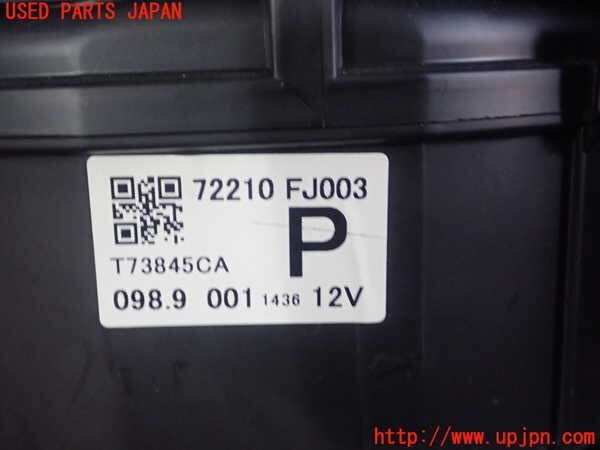 USED PARTS JAPAN
72210 FJ003
P
T73845CA
098.9 001 1436 12V
http://www.upjpn.com/